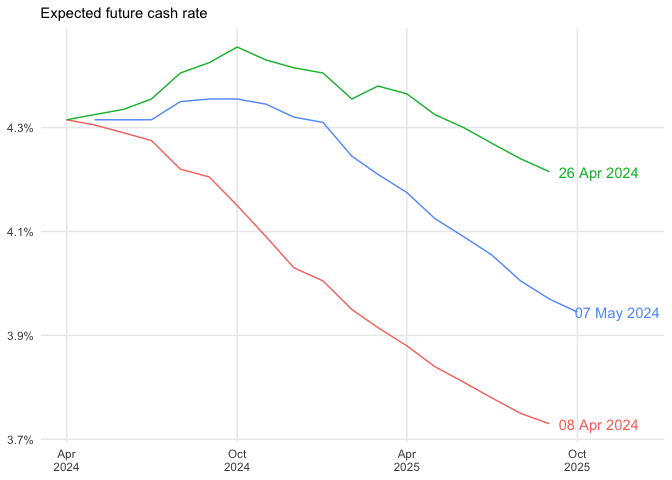 Expected future cash rate
4.3%
4.1%
3.9%
3.7%
26 Apr 2024
07 May 2024
08 Apr 2024
Apr
2024
Oct
2024
Apr
2025
Oct
2025